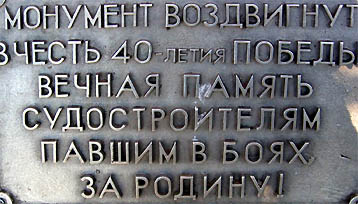 МОНУМЕНТ ВОЗДВИГНУТ
В ЧЕСТЬ 40-ЛЕТИЯ ПОБЕДЫ
ВЕЧНАЯ ПАМЯТЬ
СУДОСТРОИТЕЛЯМ
ПАВШИМ В БОЯХ
ЗА РОДИНУ!